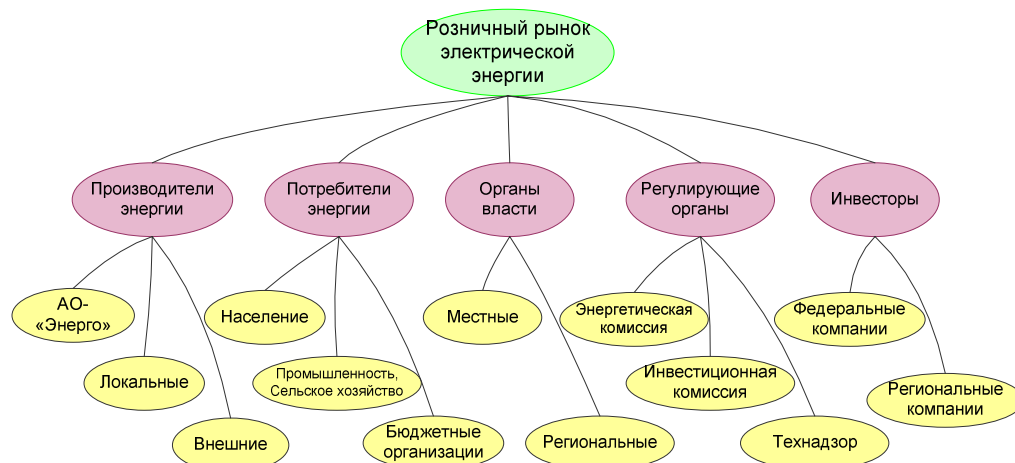 Розничный рынок
электрической
энергии
Производители
энергии
Потребители
энергии
Органы
власти
Регулирующие
органы
Инвесторы
АО-
«Энерго»
Население
Местные
Энергетическая
комиссия
Федеральные
компании
Локальные
Промышленность,
Сельское хозяйство
Инвестиционная
комиссия
Региональные
компании
Внешние
Бюджетные
организации
Региональные
Технадзор